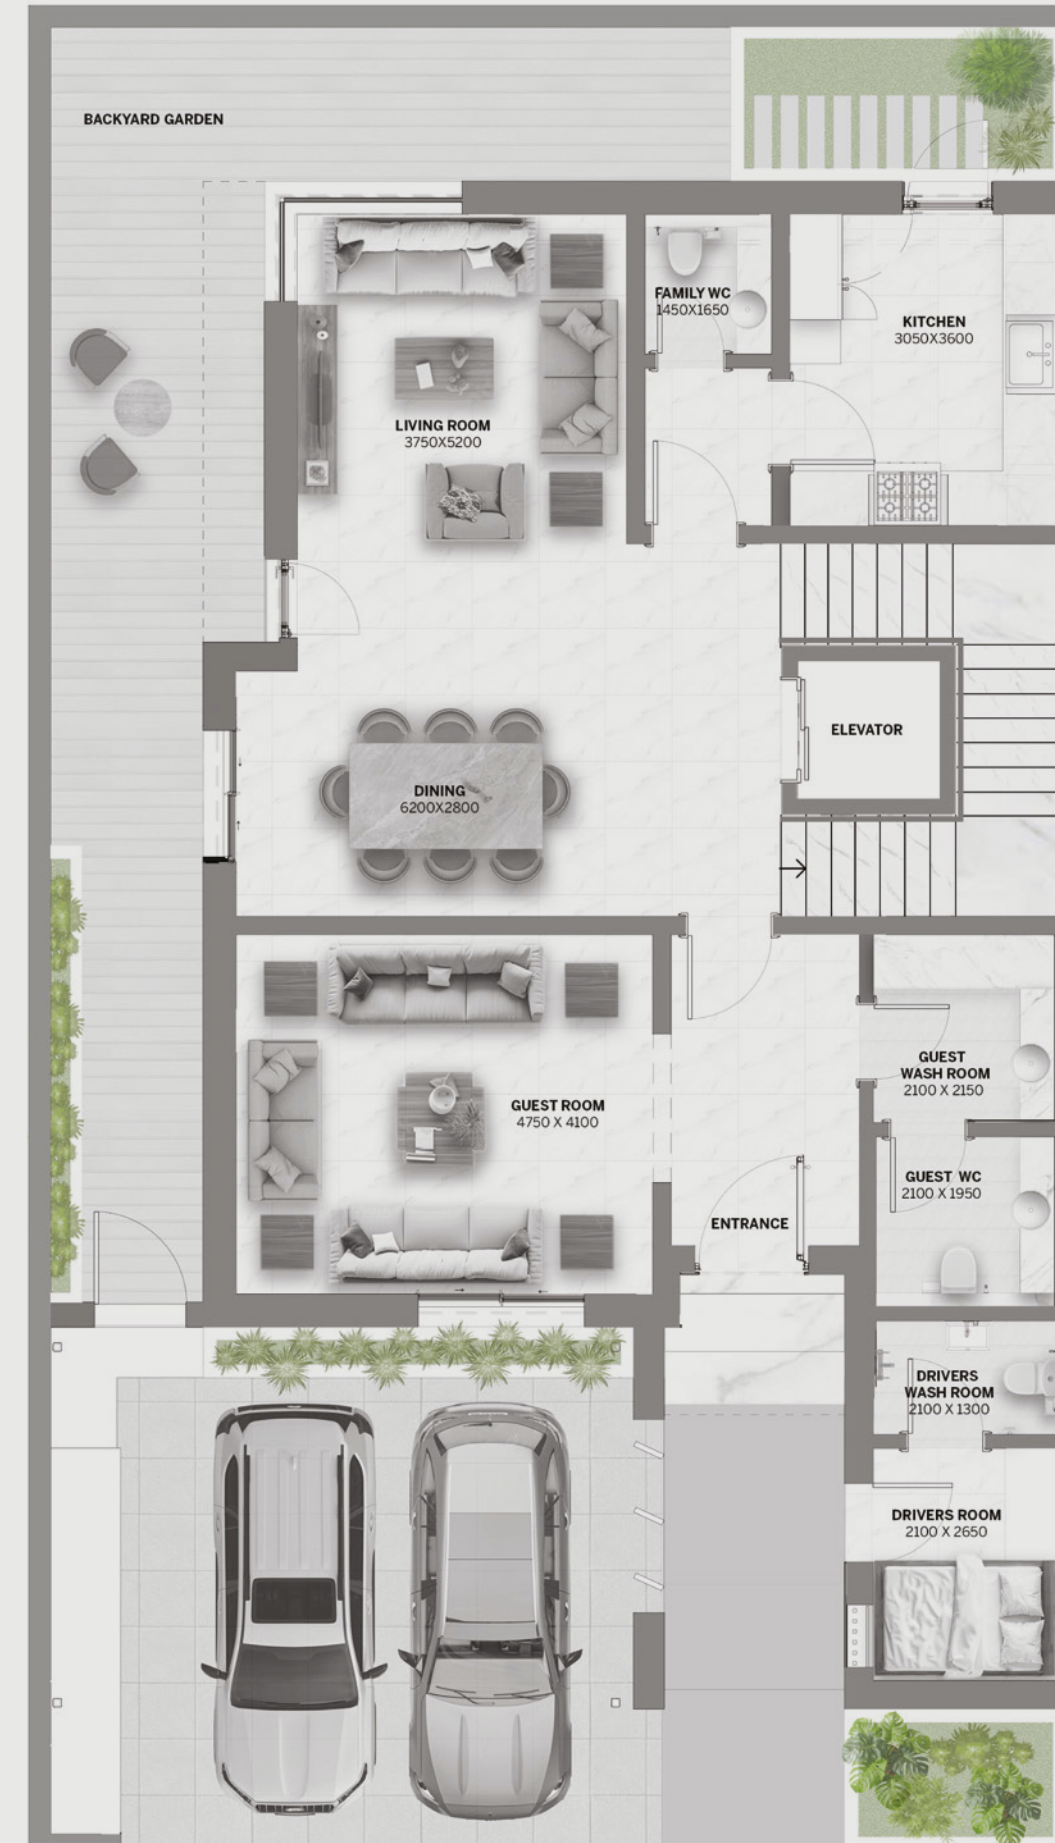 BACKYARD GARDEN
FAMILY WC
1450X1650
KITCHEN
3050X3600
LIVING ROOM
3750X5200
ELEVATOR
DINING
6200X2800
GUEST
WASH ROOM
2100 X 2150
GUEST ROOM
4750 X 4100
GUEST WC
2100 X 1950
ENTRANCE
DRIVERS
WASH ROOM
2100 X 1300
DRIVERS ROOM
2100 X 2650